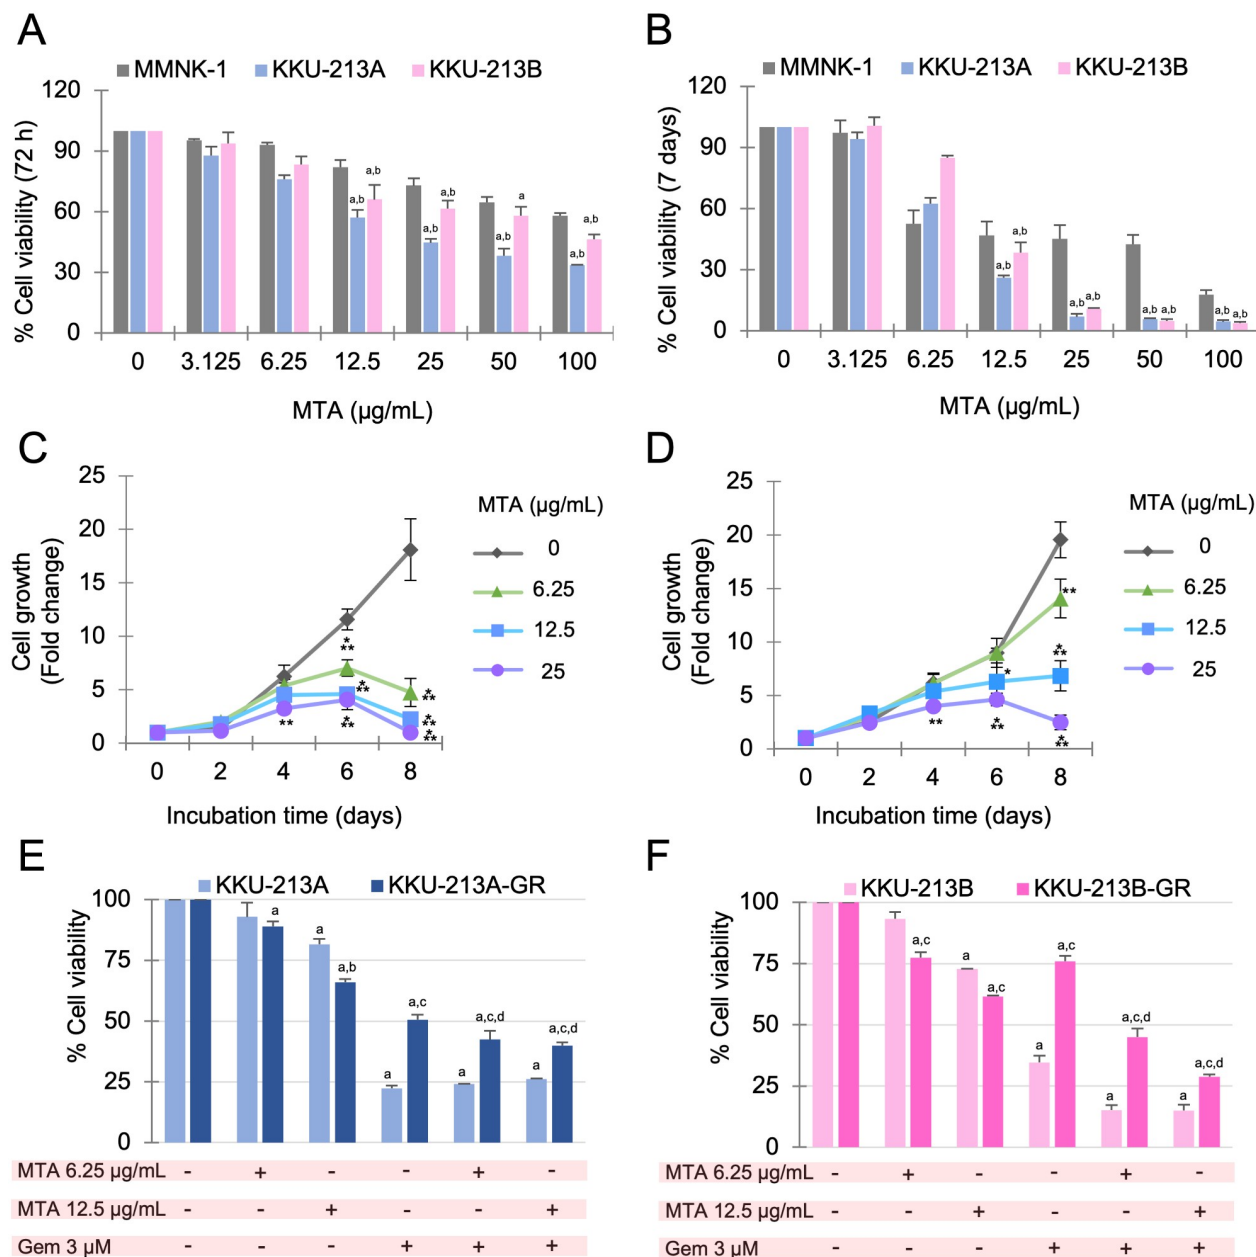 A
MMNK-1 KKU-213A KKU-213B
% Cell viability (72 h)
120
90
60
30
0
a,b a,b a,b a,b a,b a a,b a,b
0 3.125 6.25 12.5 25 50 100
MTA (µg/mL)
B
MMNK-1 KKU-213A KKU-213B
% Cell viability (7 days)
120
90
60
30
0
a,b a,b a,b a,b a,b a,b a,b a,b
0 3.125 6.25 12.5 25 50 100
MTA (µg/mL)
C
Cell growth
(Fold change)
25
20
15
10
5
0
MTA (µg/mL)
0
6.25
12.5
25
** *** *** *** *** *** ***
0 2 4 6 8
Incubation time (days)
D
Cell growth
(Fold change)
25
20
15
10
5
0
MTA (µg/mL)
0
6.25
12.5
25
** * *** ** *** ***
0 2 4 6 8
Incubation time (days)
E
KKU-213A KKU-213A-GR
% Cell viability
100
75
50
25
0
a a a,b a a,c a a,c,d a a,c,d
MTA 6.25 µg/mL - + - - + -
MTA 12.5 µg/mL - - + - - +
Gem 3 µM - - - + + +
F
KKU-213B KKU-213B-GR
% Cell viability
100
75
50
25
0
a,c a a,c a a,c a a,c,d a a,c,d
MTA 6.25 µg/mL - + - - + -
MTA 12.5 µg/mL - - + - - +
Gem 3 µM - - - + + +